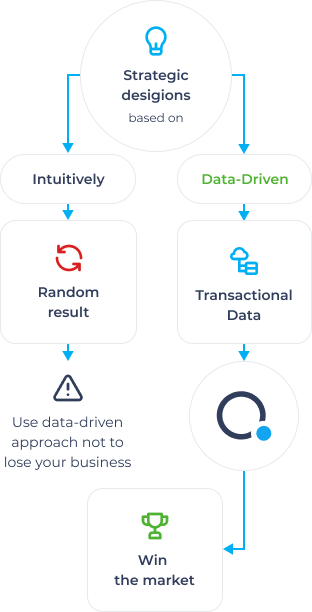 Strategic
desigions
based on
Intuitively
Data-Driven
Random
result
Transactional
Data
Use data-driven
approach not to
lose your business
Win
the market